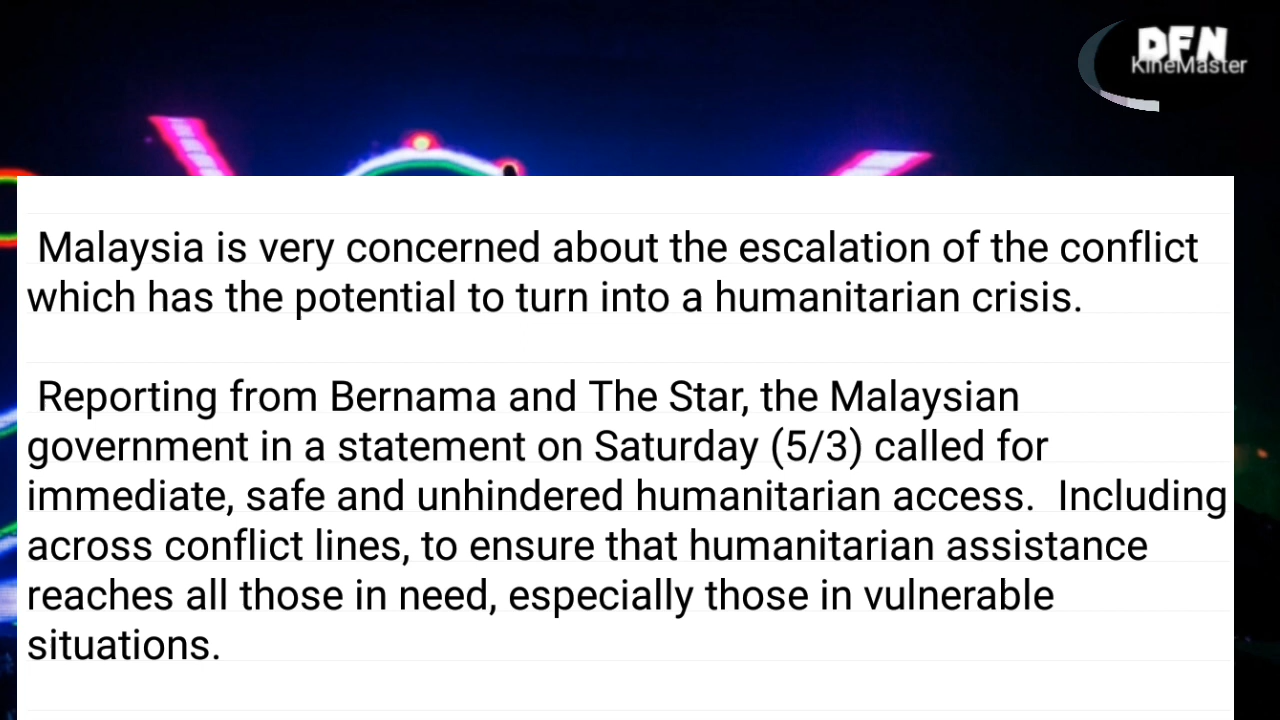 DFN
KineMaster
Malaysia is very concerned about the escalation of the conflict
which has the potential to turn into a humanitarian crisis.
Reporting from Bernama and The Star, the Malaysian
government in a statement on Saturday (5/3) called for
immediate, safe and unhindered humanitarian access.  Including
across conflict lines, to ensure that humanitarian assistance
reaches all those in need, especially those in vulnerable
situations.